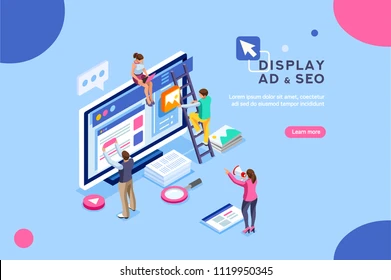 DISPLAY
AD & SEO
Lorem ipsum dolor sit amet,
consectetur adipiscing elit,
sed do eiusmod tempor
Learn more
shutterstock.com · 1119950345